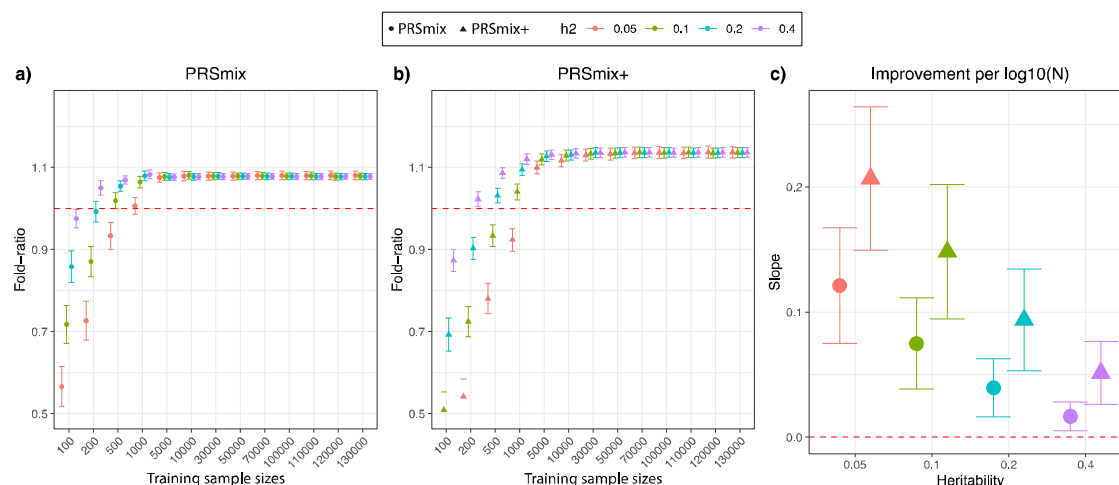 PRSmix PRSmix+ h2 0.05 0.1 0.2 0.4
a) PRSmix
Fold−ratio
1.1
0.9
0.7
0.5
100 200 500 1000 5000 10000 30000 50000 70000 100000 110000 120000 130000
Training sample sizes
b) PRSmix+
Fold−ratio
1.1
0.9
0.7
0.5
100 200 500 1000 5000 10000 30000 50000 70000 100000 110000 120000 130000
Training sample sizes
c) Improvement per log10(N)
Slope
0.2
0.1
0.0
0.05 0.1 0.2 0.4
Heritability